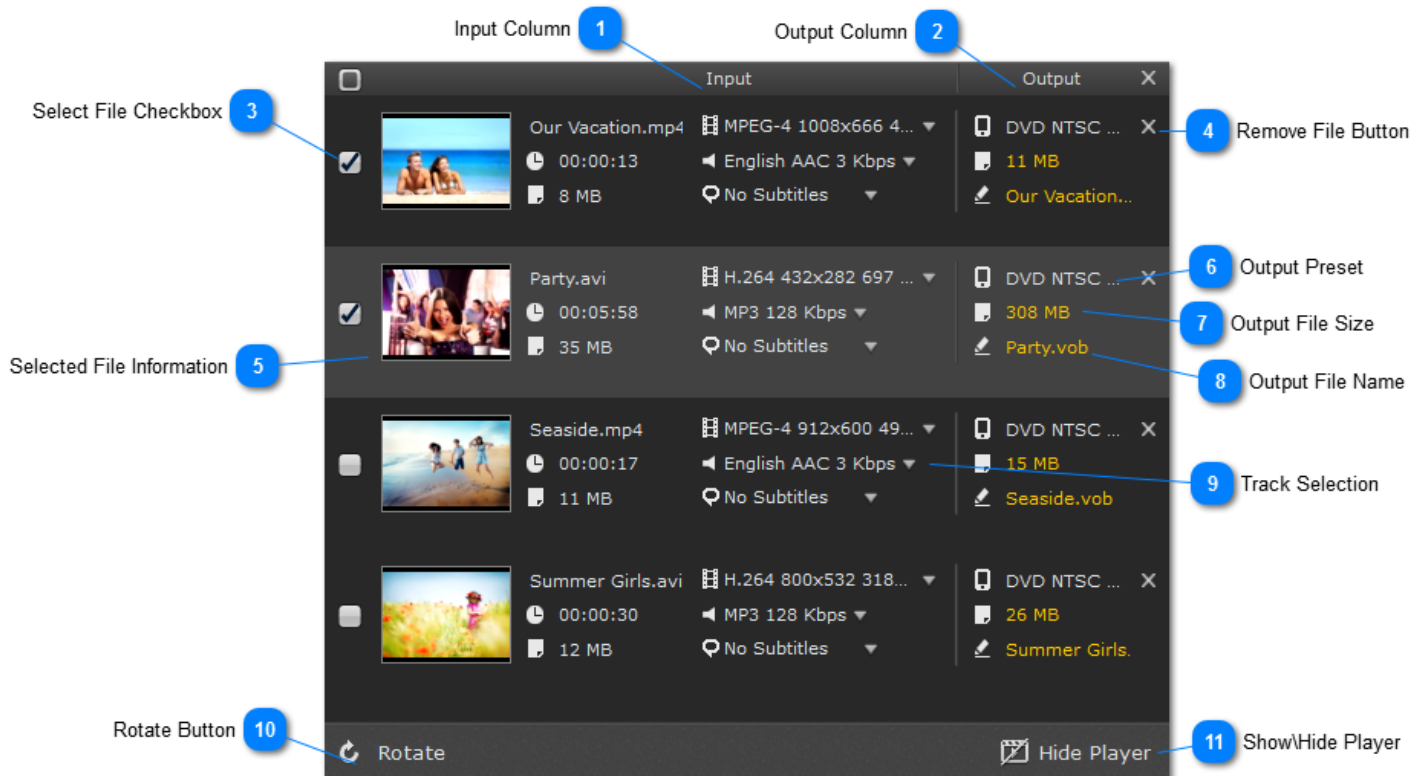 Input Column 1
Output Column 2
Input Output X
Select File Checkbox 3
Our Vacation.mp4 MPEG-4 1008x666 4... DVD NTSC ... X
4 Remove File Button
00:00:13 English AAC 3 Kbps 11 MB
8 MB No Subtitles Our Vacation...
Party.avi H.264 432x282 697 ... DVD NTSC ... X
6 Output Preset
00:05:58 MP3 128 Kbps 308 MB
7 Output File Size
35 MB No Subtitles Party.vob
Selected File Information 5
8 Output File Name
Seaside.mp4 MPEG-4 912x600 49... DVD NTSC ... X
00:00:17 English AAC 3 Kbps 15 MB
9 Track Selection
11 MB No Subtitles Seaside.vob
Summer Girls.avi H.264 800x532 318... DVD NTSC ... X
00:00:30 MP3 128 Kbps 26 MB
12 MB No Subtitles Summer Girls.
Rotate Button 10
Rotate Hide Player
11 Show\Hide Player